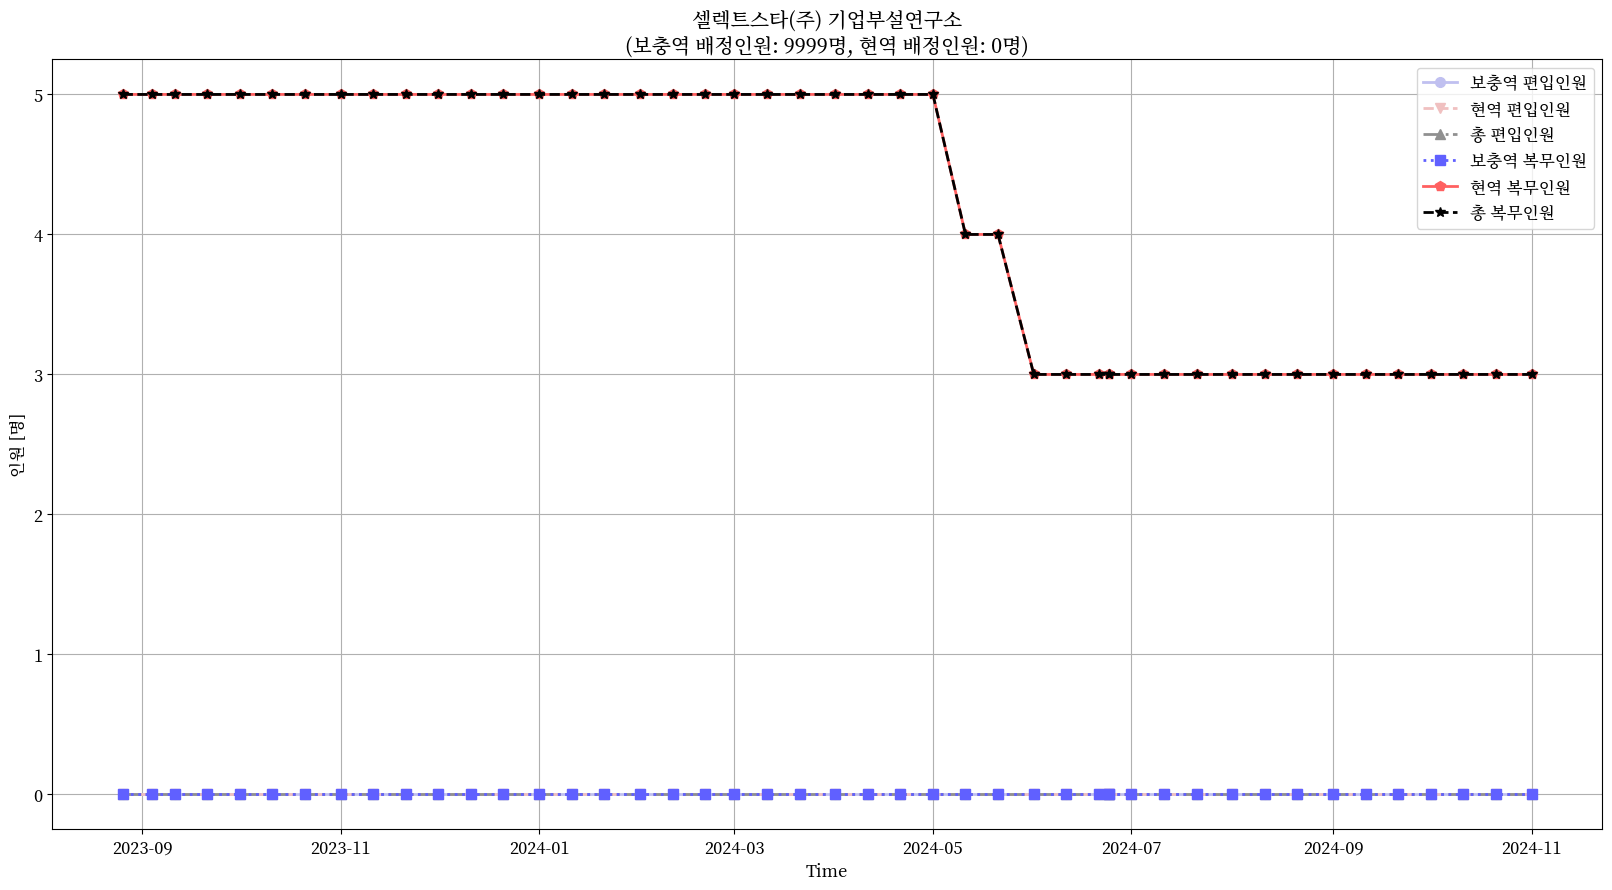 셀렉트스타(주) 기업부설연구소
(보충역 배정인원: 9999명, 현역 배정인원: 0명)
보충역 편입인원
현역 편입인원
총 편입인원
보충역 복무인원
현역 복무인원
총 복무인원
인원 [명]
5
4
3
2
1
0
2023-09
2023-11
2024-01
2024-03
2024-05
2024-07
2024-09
2024-11
Time